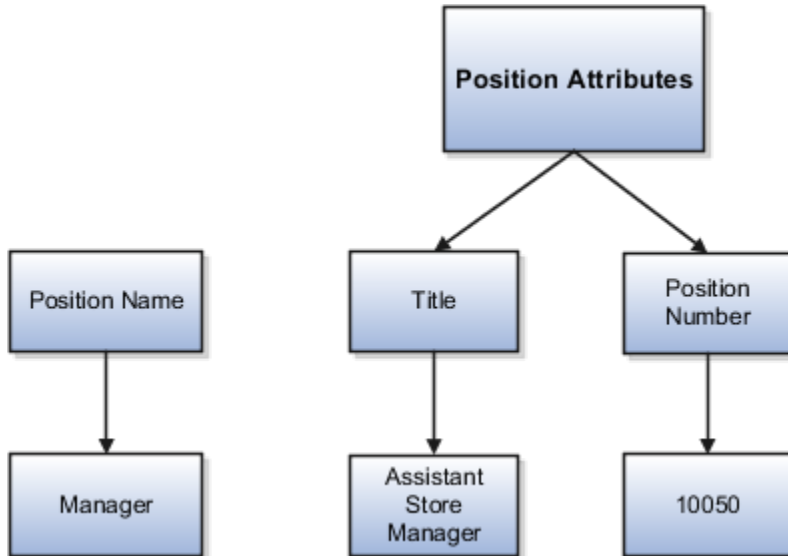 Position Attributes
Position Name
Title
Position
Number
Manager
Assistant
Store
Manager
10050